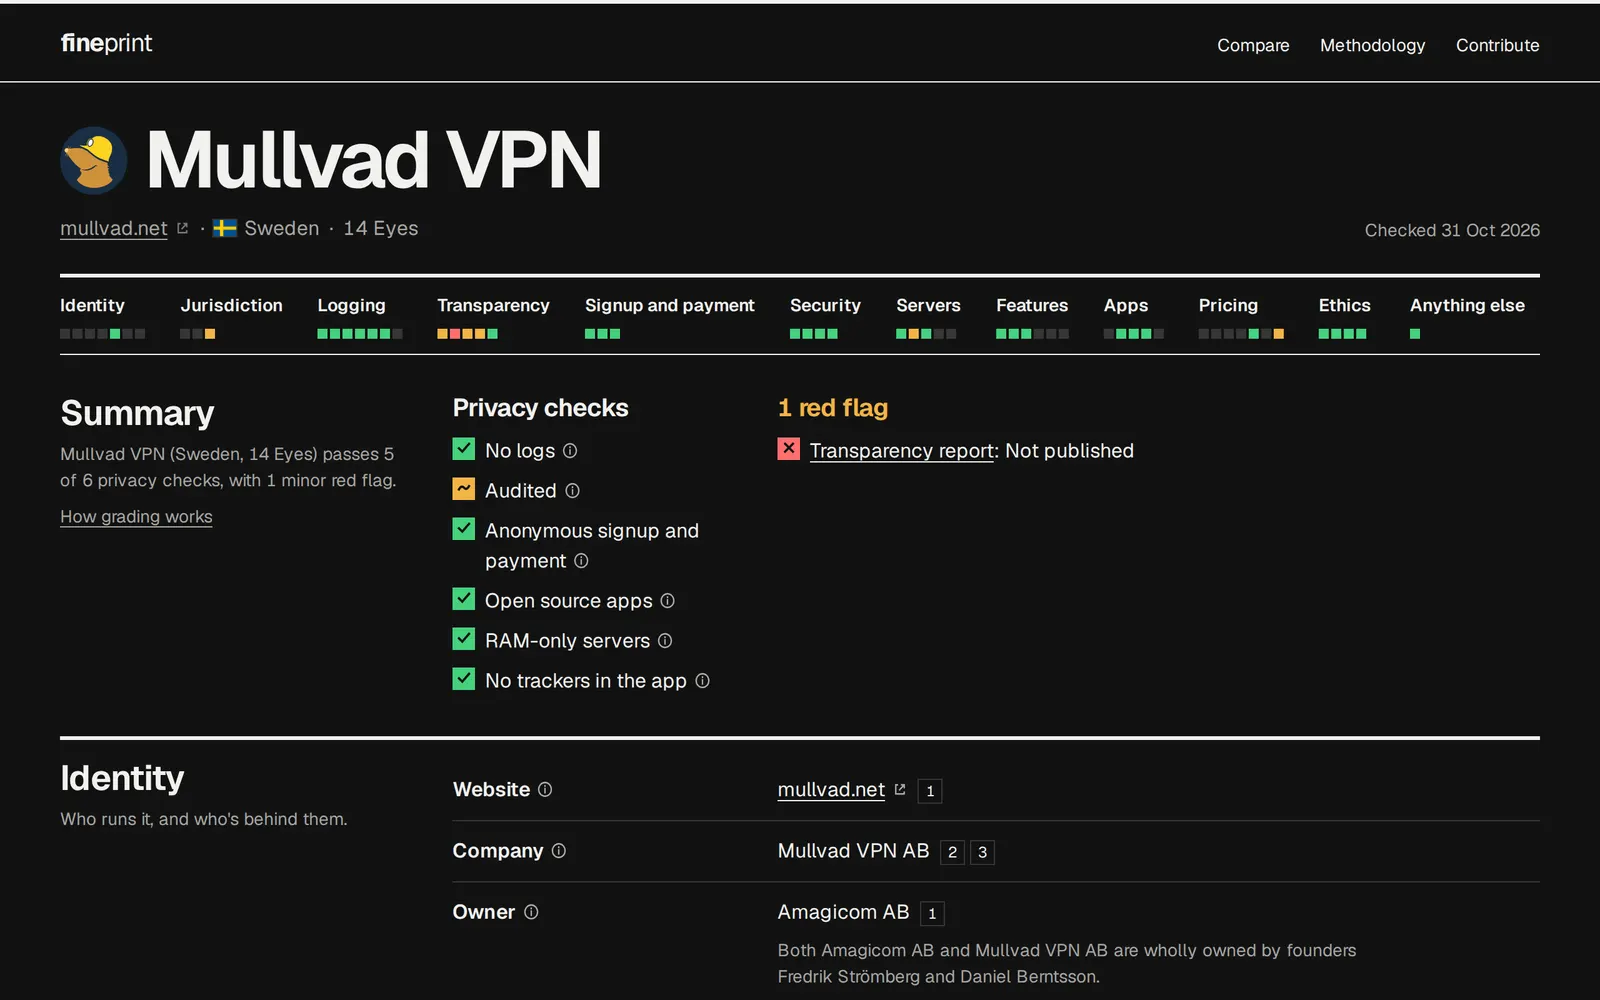 fineprint
Compare Methodology Contribute
Mullvad VPN
mullvad.net · Sweden · 14 Eyes
Checked 31 Oct 2026
Identity Jurisdiction Logging Transparency Signup and payment Security Servers Features Apps Pricing Ethics Anything else
Summary
Mullvad VPN (Sweden, 14 Eyes) passes 5
of 6 privacy checks, with 1 minor red flag.
How grading works
Privacy checks
No logs
Audited
Anonymous signup and
payment
Open source apps
RAM-only servers
No trackers in the app
1 red flag
Transparency report: Not published
Identity
Who runs it, and who's behind them.
Website
mullvad.net 1
Company
Mullvad VPN AB 2 3
Owner
Amagicom AB 1
Both Amagicom AB and Mullvad VPN AB are wholly owned by founders
Fredrik Strömberg and Daniel Berntsson.